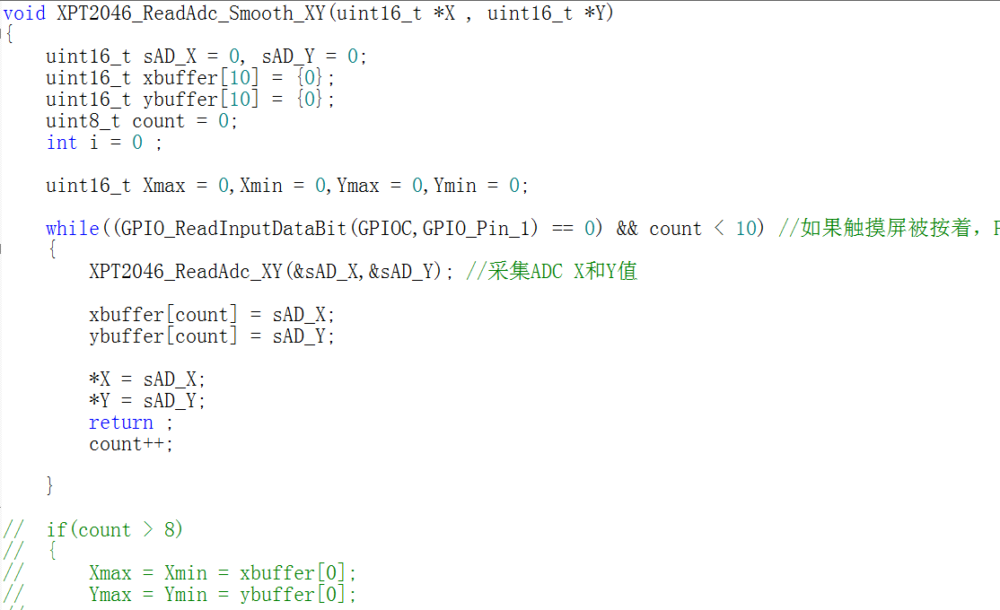 void XPT2046_ReadAdc_Smooth_XY(uint16_t *X , uint16_t *Y)
{
    uint16_t sAD_X = 0, sAD_Y = 0;
    uint16_t xbuffer[10] = {0};
    uint16_t ybuffer[10] = {0};
    uint8_t count = 0;
    int i = 0 ;
    uint16_t Xmax = 0,Xmin = 0,Ymax = 0,Ymin = 0;
    while((GPIO_ReadInputDataBit(GPIOC,GPIO_Pin_1) == 0) && count < 10) //如果触摸屏被按着，
    {
        XPT2046_ReadAdc_XY(&sAD_X,&sAD_Y); //采集ADC X和Y值
        xbuffer[count] = sAD_X;
        ybuffer[count] = sAD_Y;
        *X = sAD_X;
        *Y = sAD_Y;
        return ;
        count++;
    }
//  if(count > 8)
//  {
//      Xmax = Xmin = xbuffer[0];
//      Ymax = Ymin = ybuffer[0];